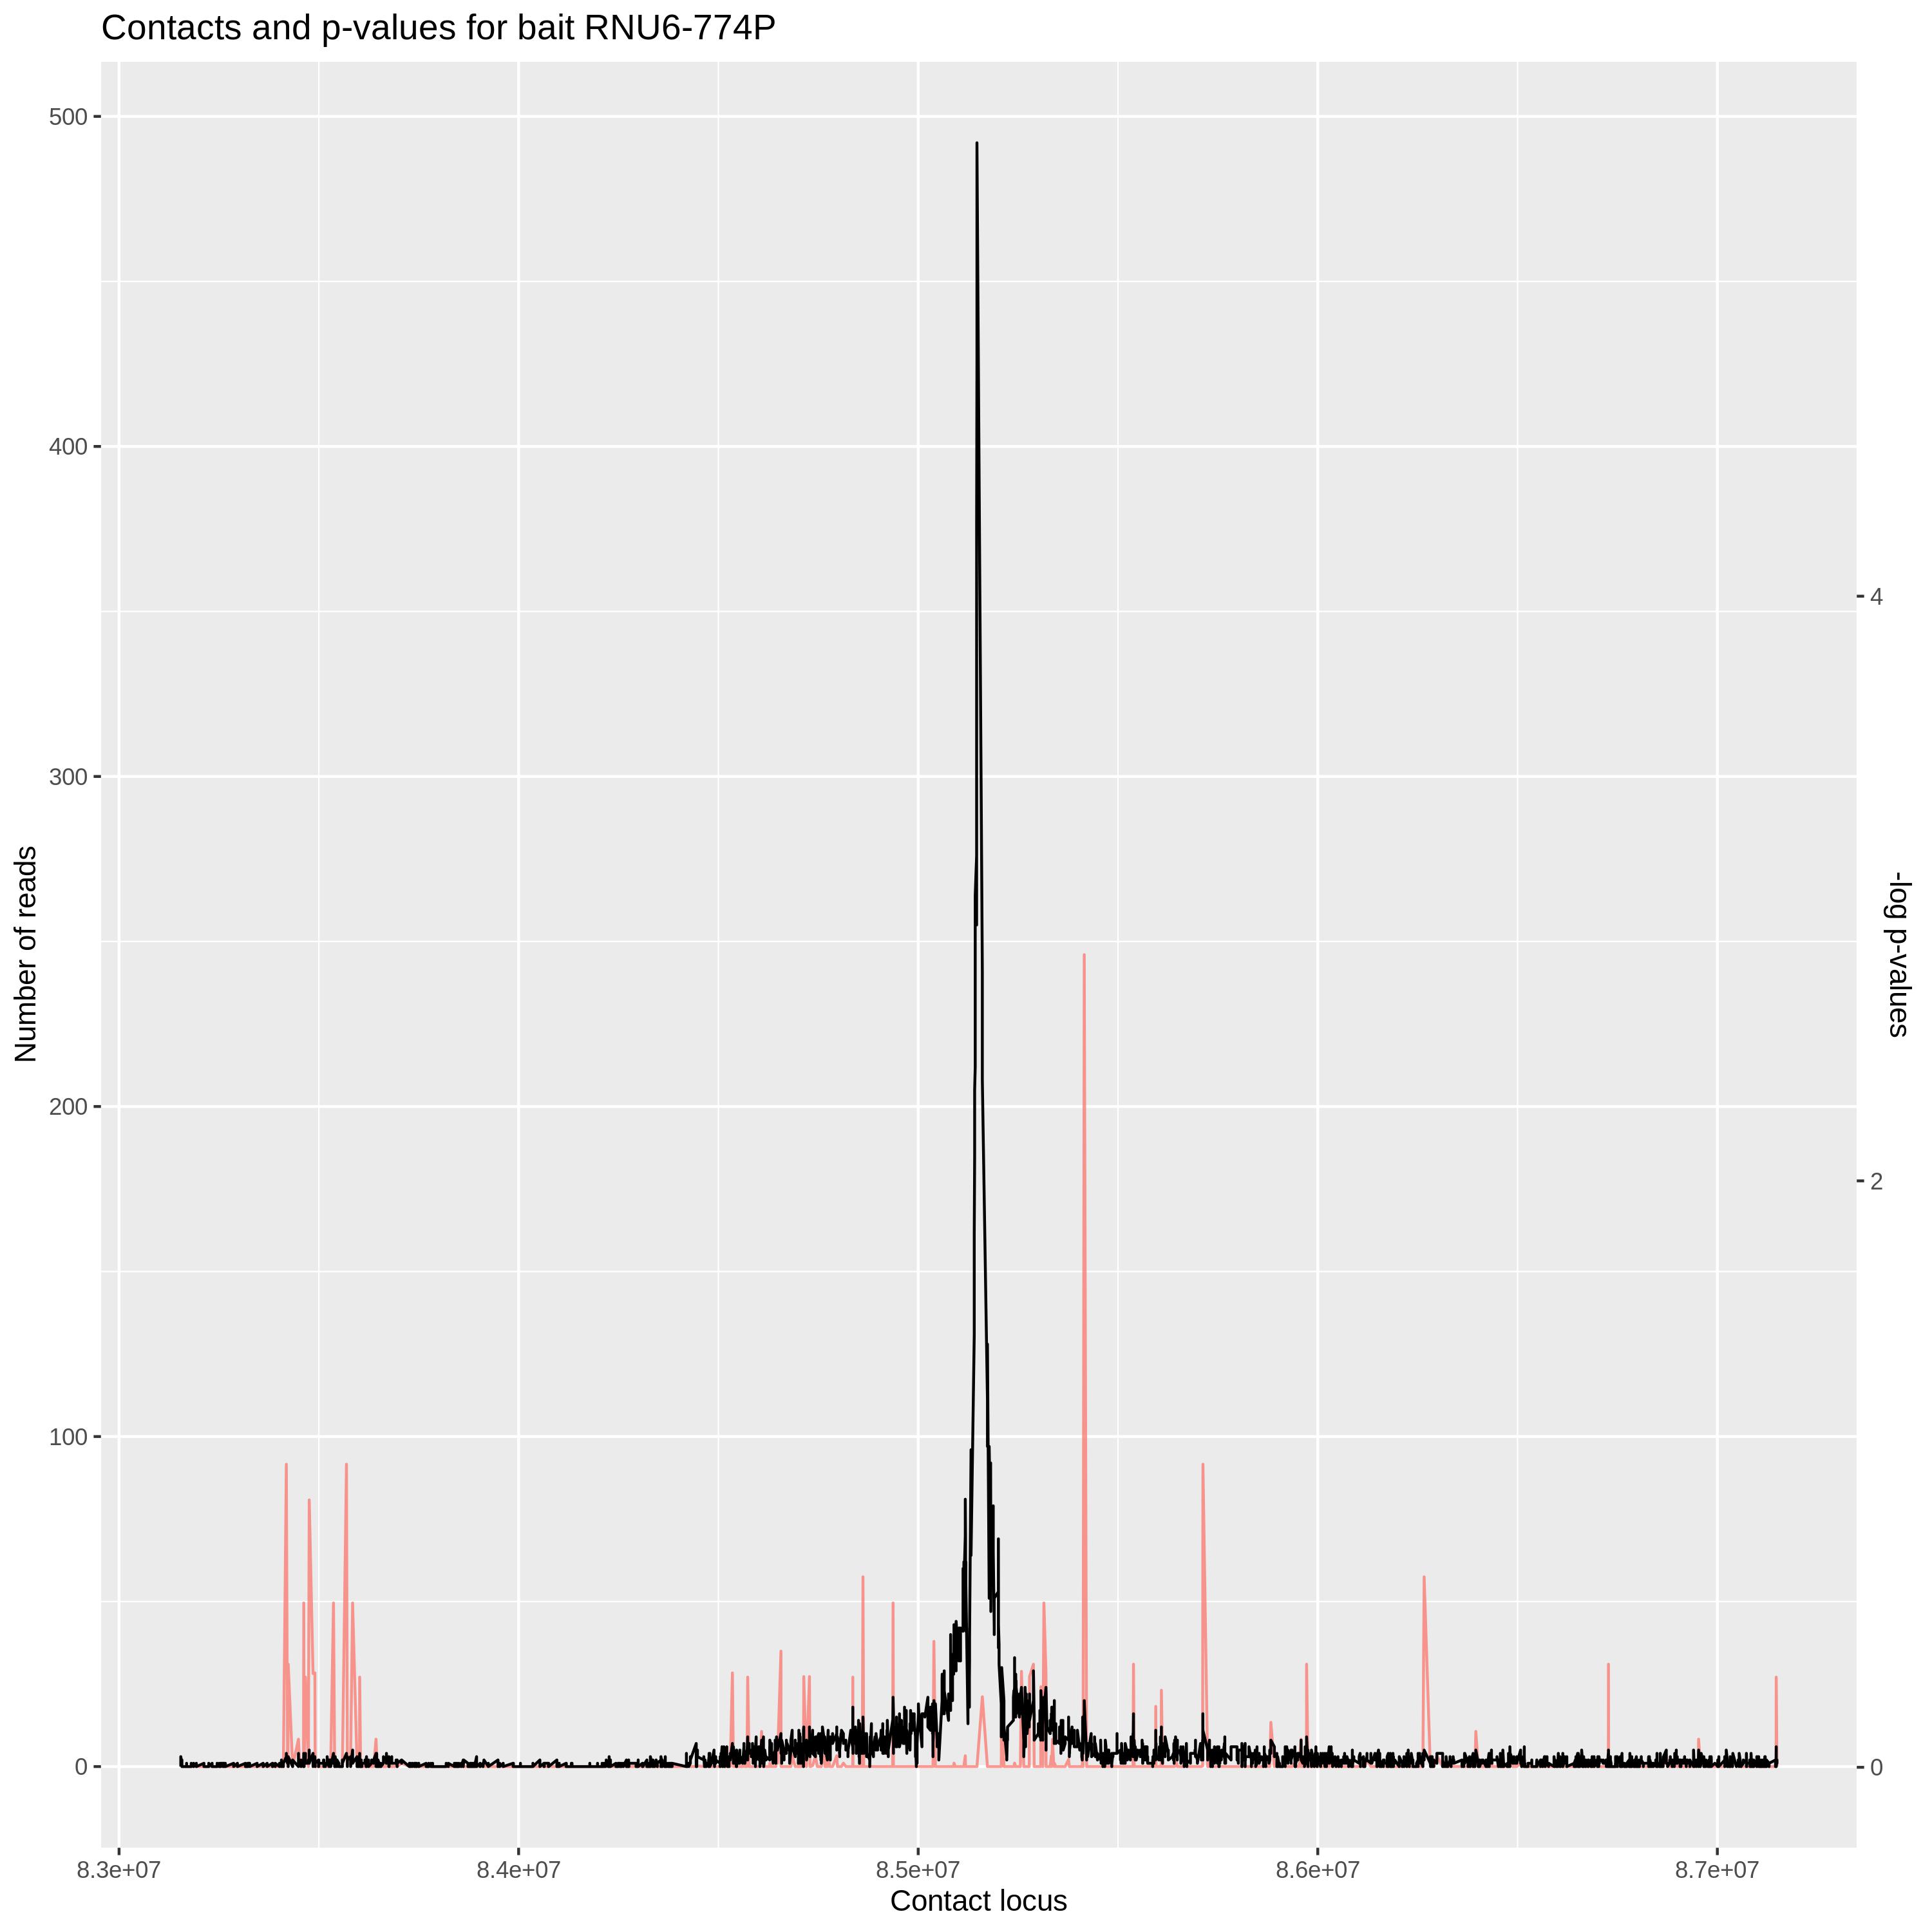 Contacts and p-values for bait RNU6-774P
500
400
300
200
100
0
Number of reads
4
2
0
-log p-values
8.3e+07
8.4e+07
8.5e+07
8.6e+07
8.7e+07
Contact locus